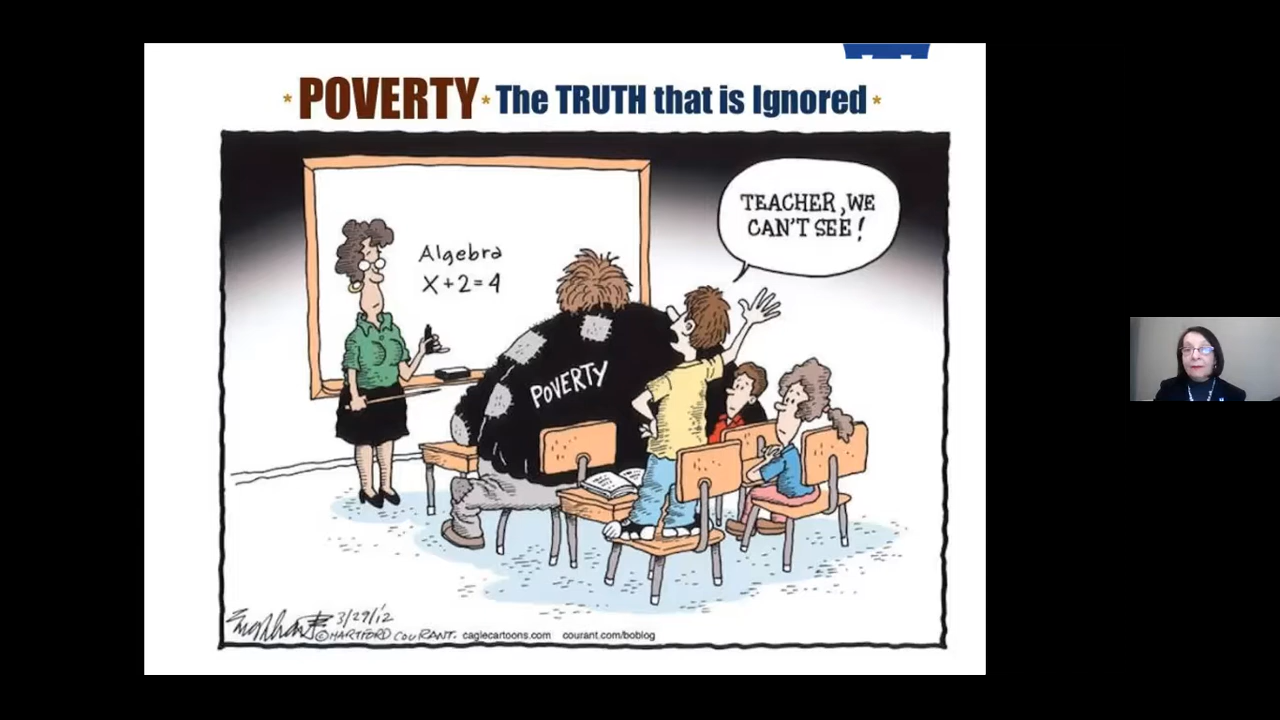 * POVERTY * The TRUTH that is Ignored *
TEACHER, WE
CAN'T SEE!
Algebra
X+2=4
POVERTY
3/29/12
©HARTFORD COURANT. caglecartoons.com courant.com/boblog